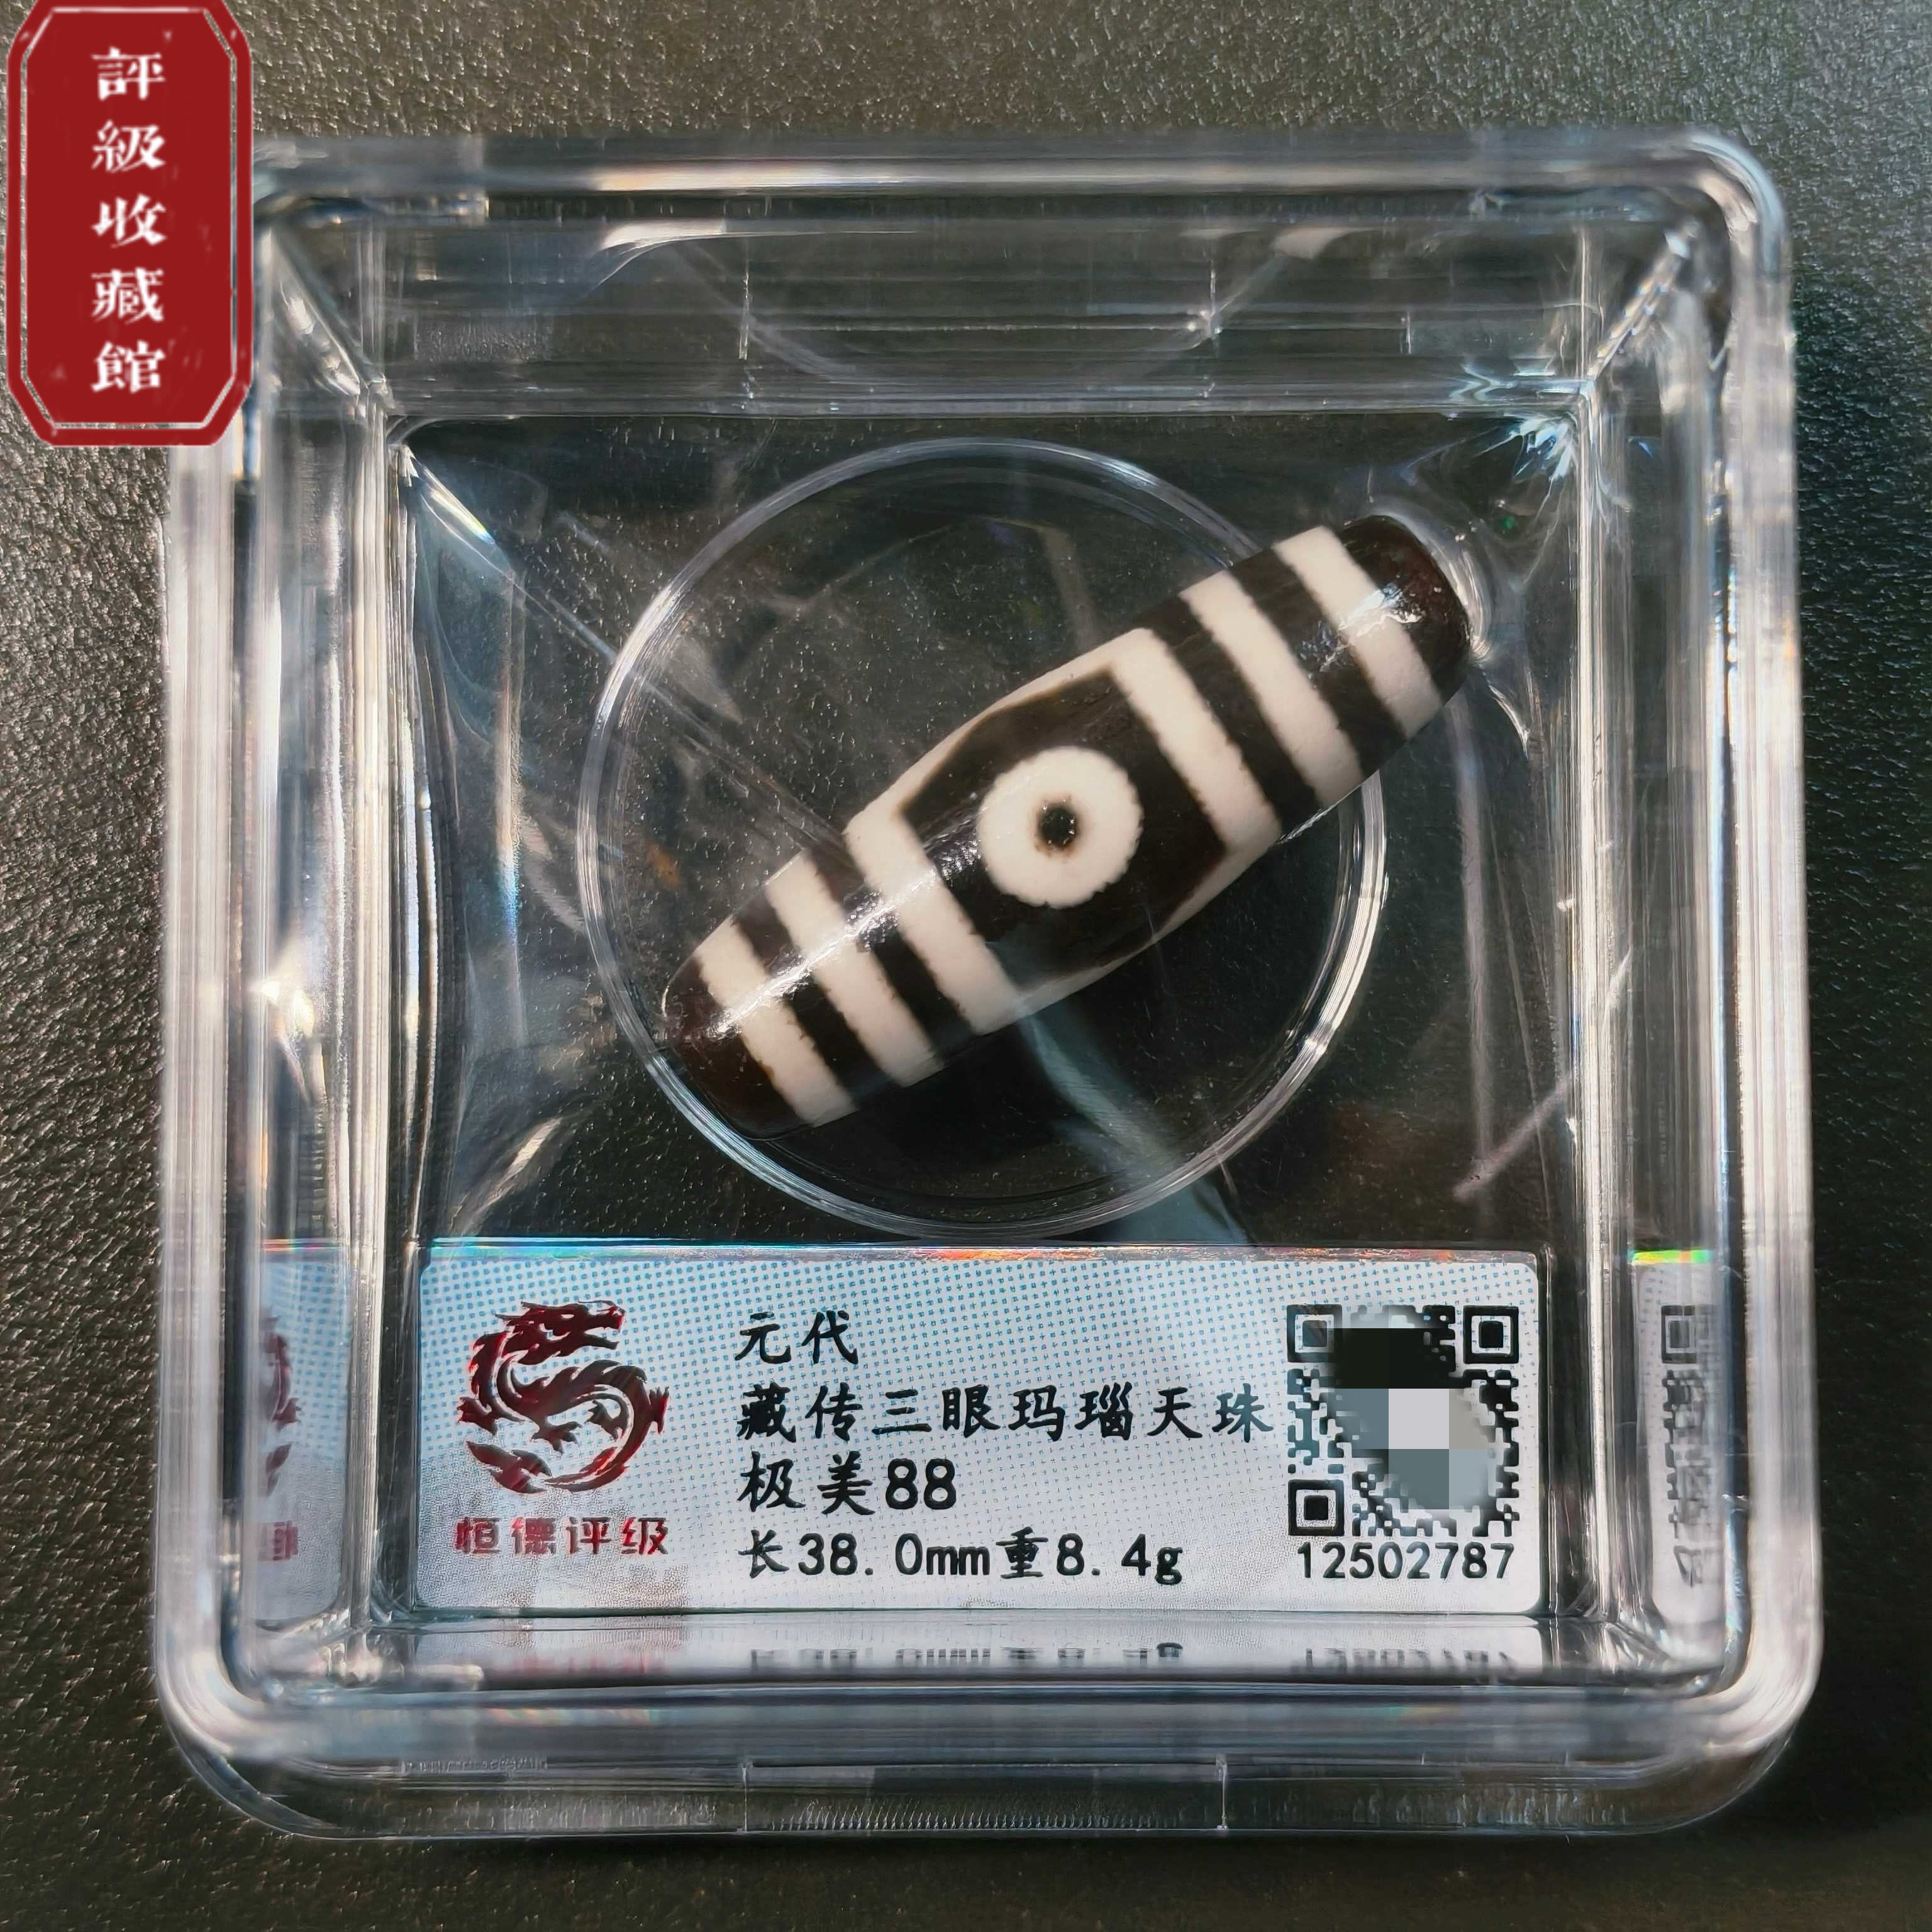 評級收藏館
元代
藏传三眼玛瑙天珠
极美88
长38.0mm重8.4g
恒德评级
12502787